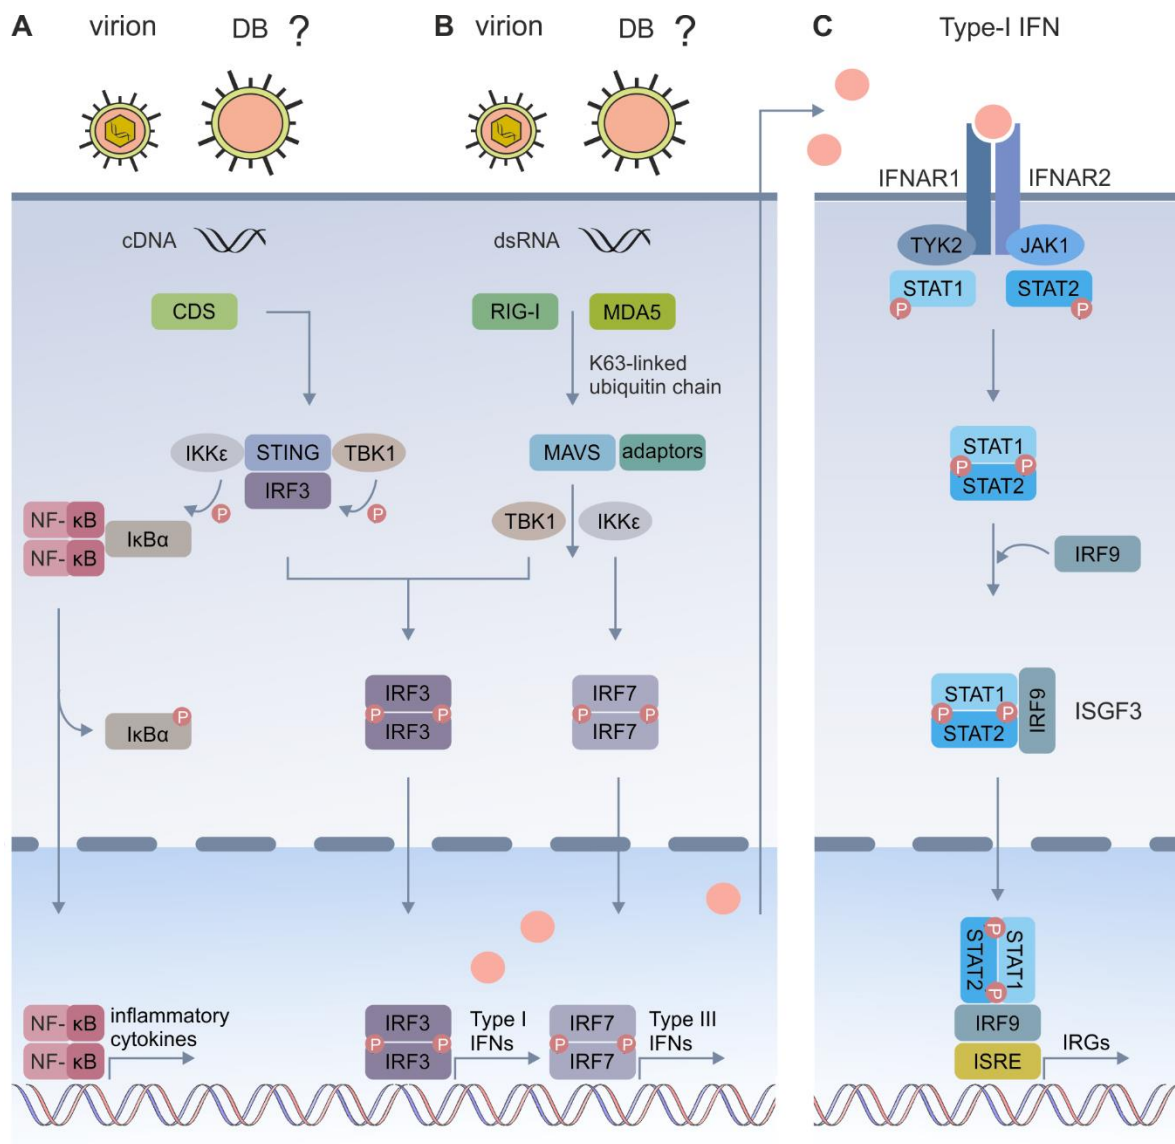 A virion DB ?
B virion DB ?
C Type-I IFN
cDNA
CDS
IKKε STING TBK1
IRF3
P P
NF- κB IκBα
NF- κB
IκBα P
dsRNA
RIG-I MDA5
K63-linked
ubiquitin chain
MAVS adaptors
TBK1 IKKε
IRF3
P P
IRF3
IRF7
P P
IRF7
NF- κB
NF- κB
inflammatory
cytokines
IRF3
P P
IRF3
Type I
IFNs
IRF7
P P
IRF7
Type III
IFNs
IFNAR1 IFNAR2
TYK2 JAK1
STAT1 STAT2
P P
STAT1
P P
STAT2
IRF9
STAT1
P P
STAT2
IRF9
ISGF3
STAT2
P
P
STAT1
IRF9
ISRE
IRGs